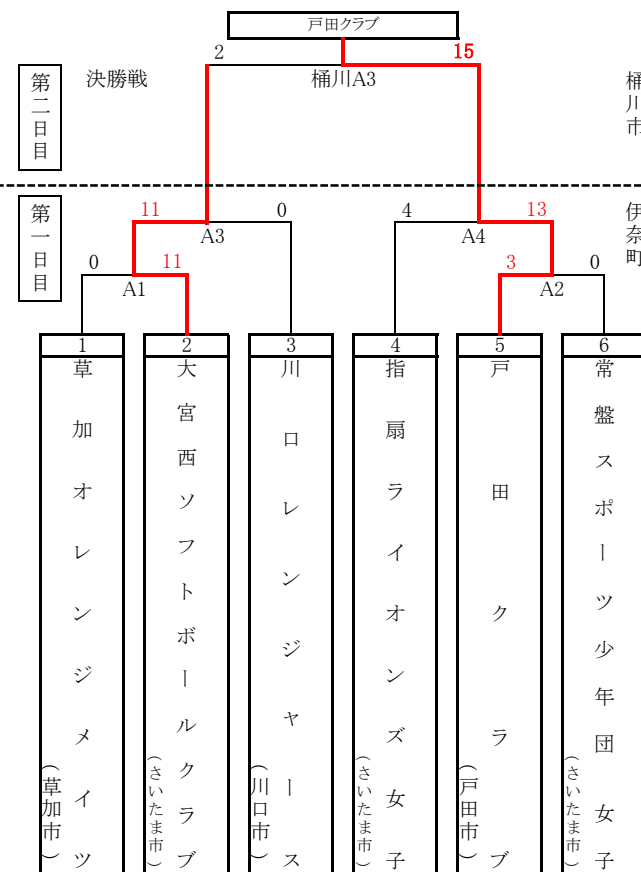 戸田クラブ
2
15
第二日目
決勝戦
桶川A3
桶川市
第一日目
11
0
4
13
伊奈町
A3
A4
0
11
3
0
A1
A2
1
2
3
4
5
6
草加オレンジメイツ
(草加市)
大宮西ソフトボールクラブ
(さいたま市)
川口レンジャース
(川口市)
指扇ライオンズ女子
(さいたま市)
戸田クラブ
(戸田市)
常盤スポーツ少年団 女子
(さいたま市)